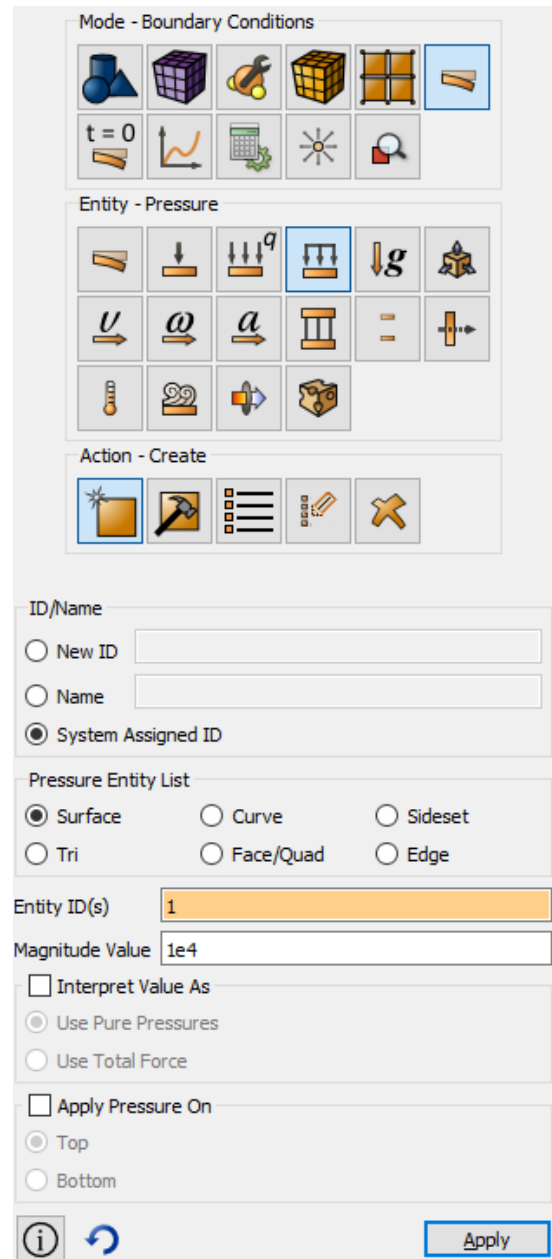 Mode - Boundary Conditions
t = 0
Entity - Pressure
q
g
υ
ω
a
Action - Create
ID/Name
New ID
Name
System Assigned ID
Pressure Entity List
Surface Curve Sideset
Tri Face/Quad Edge
Entity ID(s) 1
Magnitude Value 1e4
Interpret Value As
Use Pure Pressures
Use Total Force
Apply Pressure On
Top
Bottom
i Apply